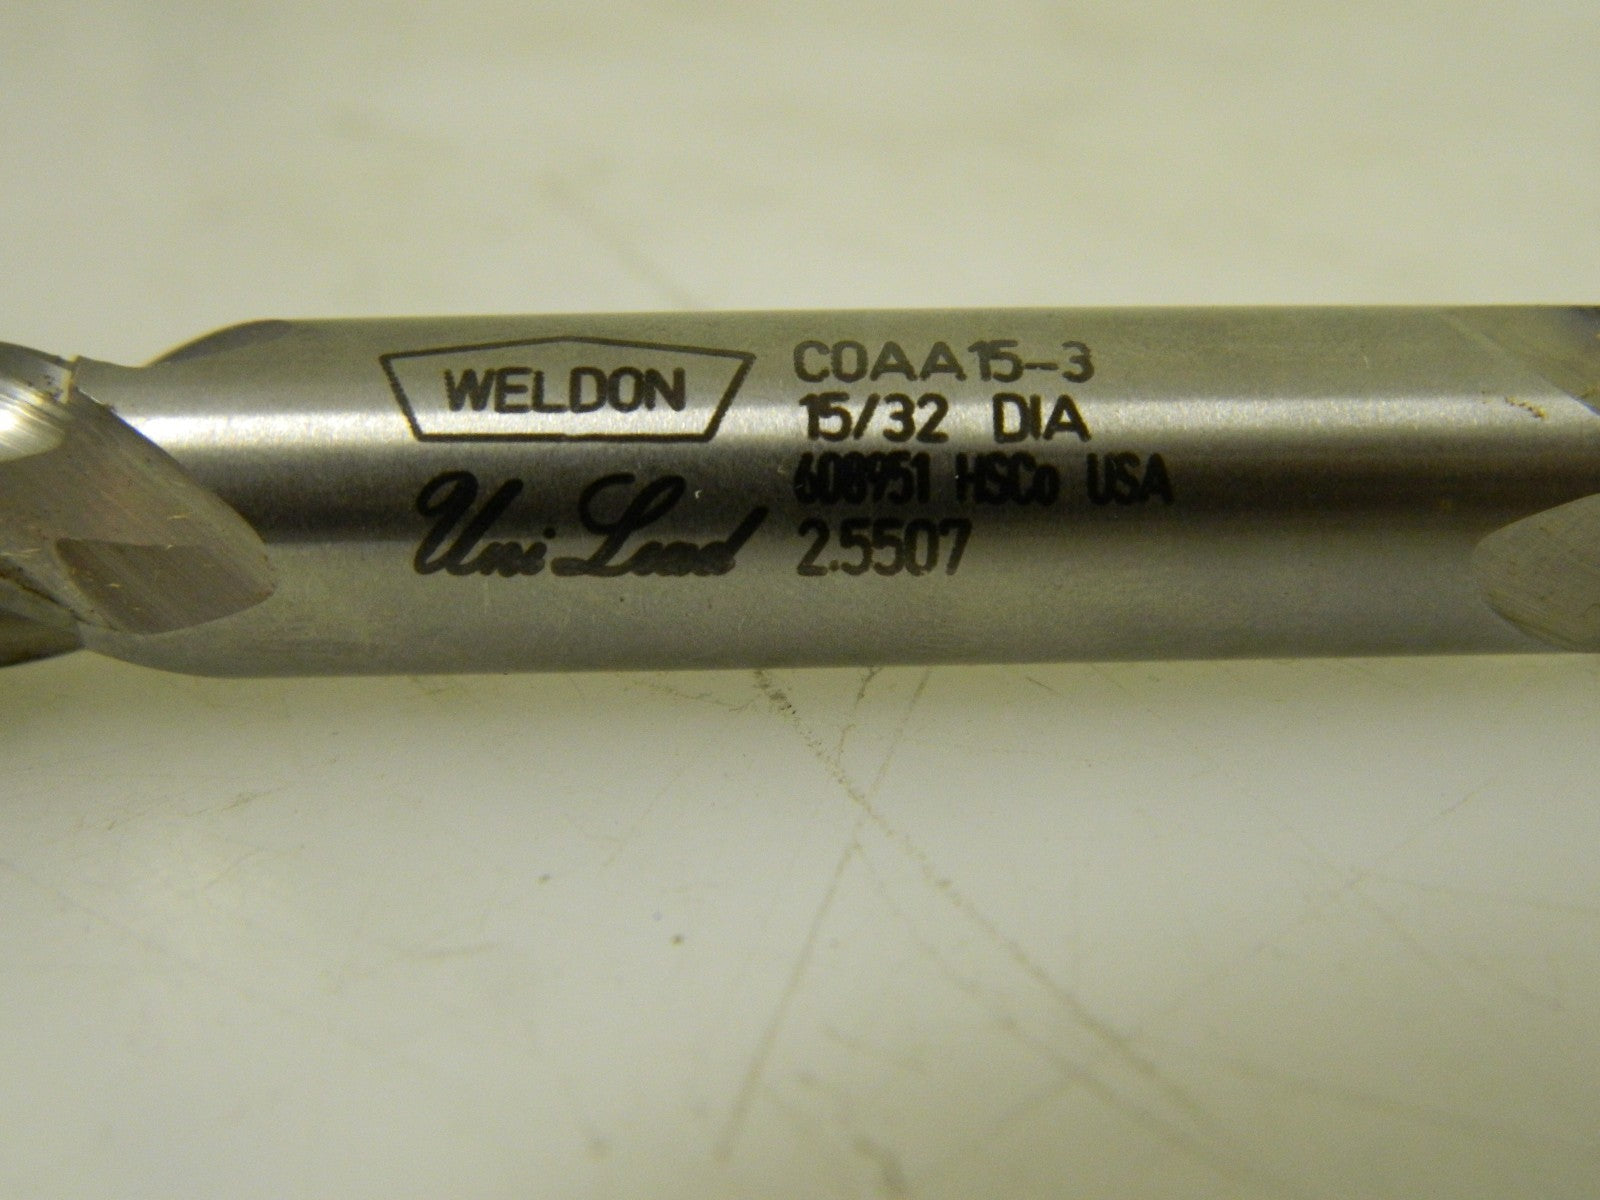 WELDON
Uni Lead
COAA15-3
15/32 DIA
608951 HSCo USA
2.5507